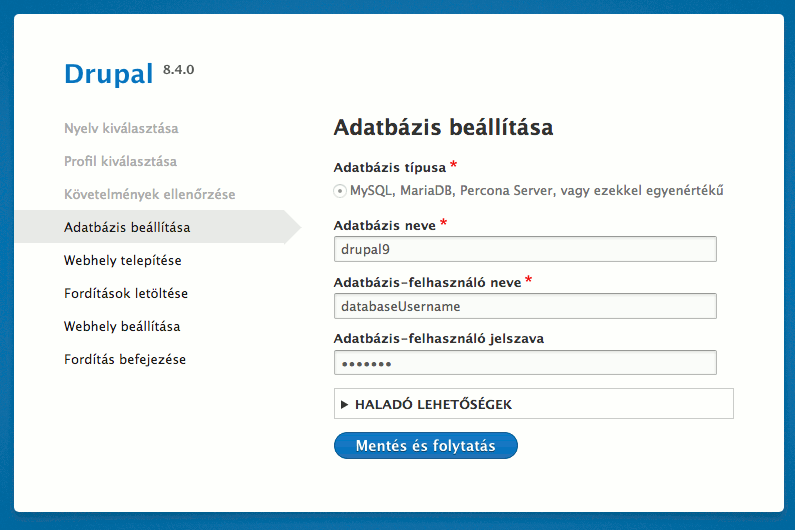 Drupal 8.4.0
Nyelv kiválasztása
Profil kiválasztása
Követelmények ellenőrzése
Adatbázis beállítása
Webhely telepítése
Fordítások letöltése
Webhely beállítása
Fordítás befejezése
Adatbázis beállítása
Adatbázis típusa *
MySQL, MariaDB, Percona Server, vagy ezekkel egyenértékű
Adatbázis neve *
drupal9
Adatbázis-felhasználó neve *
databaseUsername
Adatbázis-felhasználó jelszava
•••••••
HALADÓ LEHETŐSÉGEK
Mentés és folytatás